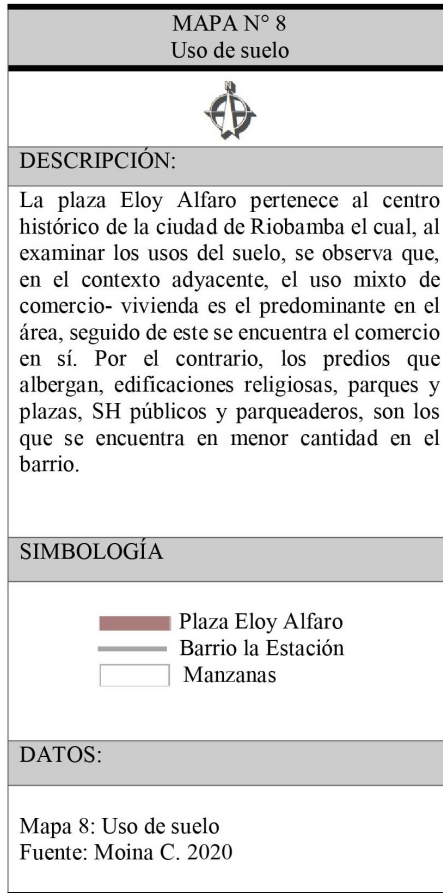 MAPA N° 8
Uso de suelo
N
DESCRIPCIÓN:
La plaza Eloy Alfaro pertenece al centro
histórico de la ciudad de Riobamba el cual, al
examinar los usos del suelo, se observa que,
en el contexto adyacente, el uso mixto de
comercio- vivienda es el predominante en el
área, seguido de este se encuentra el comercio
en sí. Por el contrario, los predios que
albergan, edificaciones religiosas, parques y
plazas, SH públicos y parqueaderos, son los
que se encuentra en menor cantidad en el
barrio.
SIMBOLOGÍA
Plaza Eloy Alfaro
Barrio la Estación
Manzanas
DATOS:
Mapa 8: Uso de suelo
Fuente: Moina C. 2020